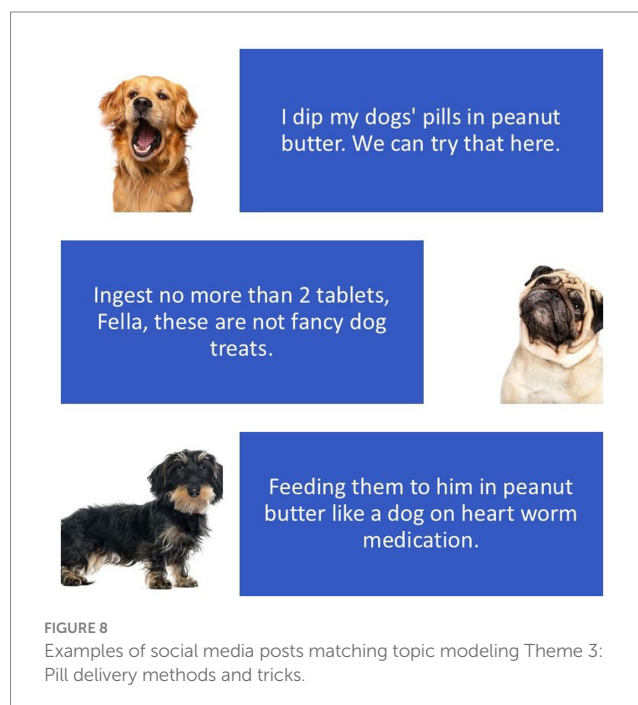 I dip my dogs' pills in peanut
butter. We can try that here.
Ingest no more than 2 tablets,
Fella, these are not fancy dog
treats.
Feeding them to him in peanut
butter like a dog on heart worm
medication.
FIGURE 8
Examples of social media posts matching topic modeling Theme 3:
Pill delivery methods and tricks.